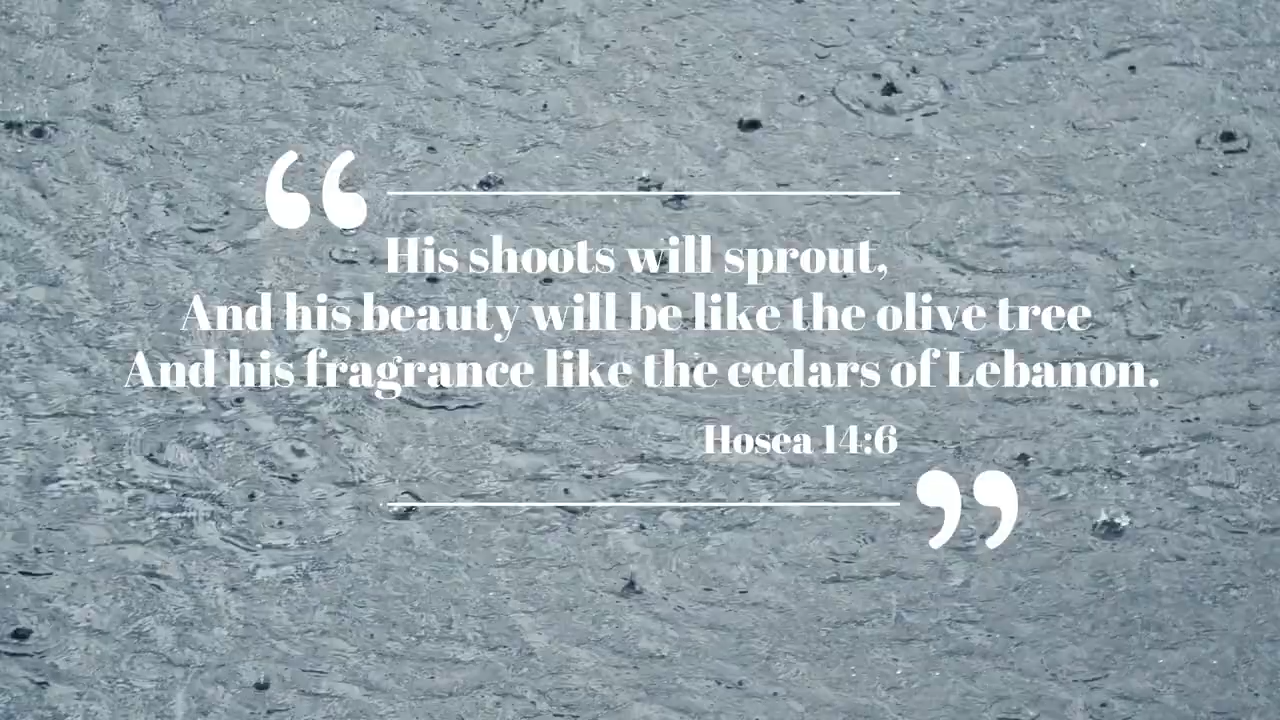 “
His shoots will sprout,
And his beauty will be like the olive tree
And his fragrance like the cedars of Lebanon.
Hosea 14:6
”